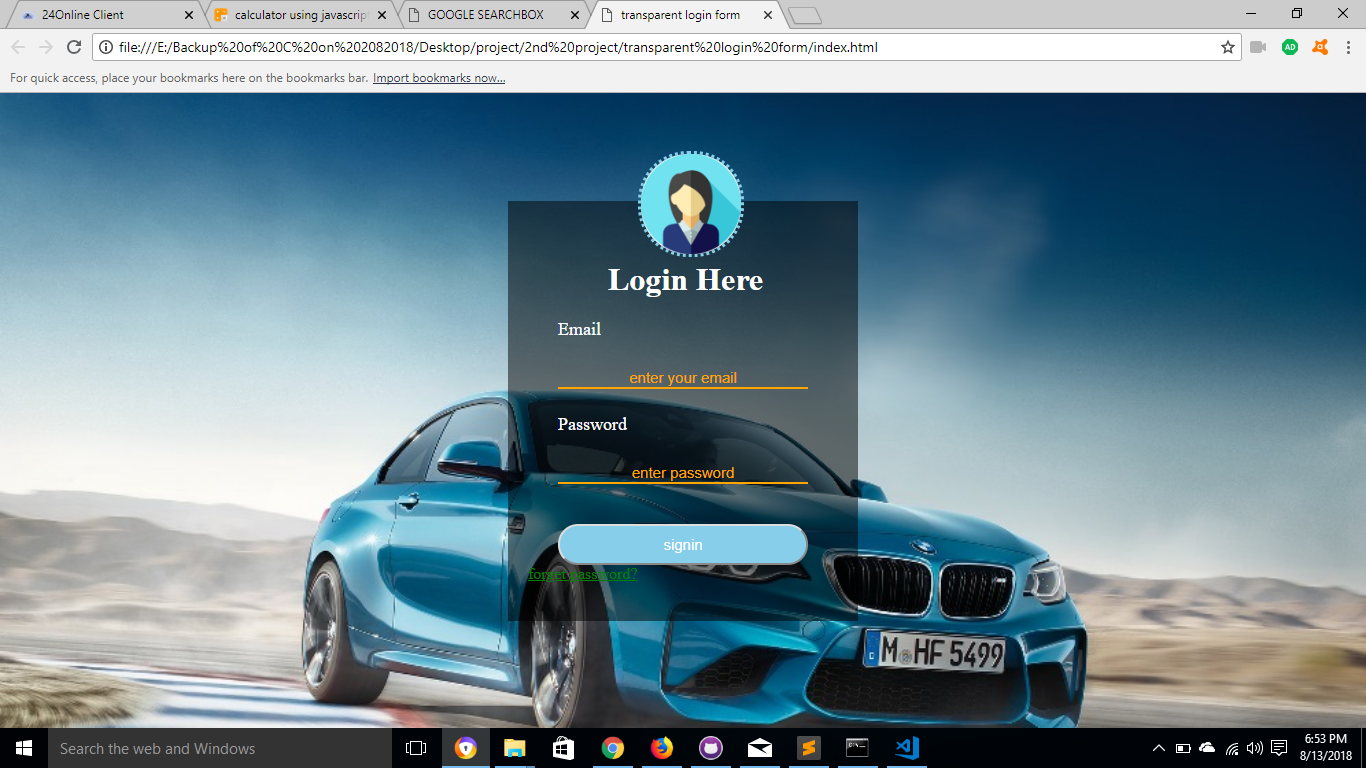 24Online Client
calculator using javascript
GOOGLE SEARCHBOX
transparent login form
file:///E:/Backup%20of%20C%20on%202082018/Desktop/project/2nd%20project/transparent%20login%20form/index.html
AD
For quick access, place your bookmarks here on the bookmarks bar. Import bookmarks now...
Login Here
Email
enter your email
Password
enter password
signin
forget password?
M HF 5499
Search the web and Windows
6:53 PM
8/13/2018